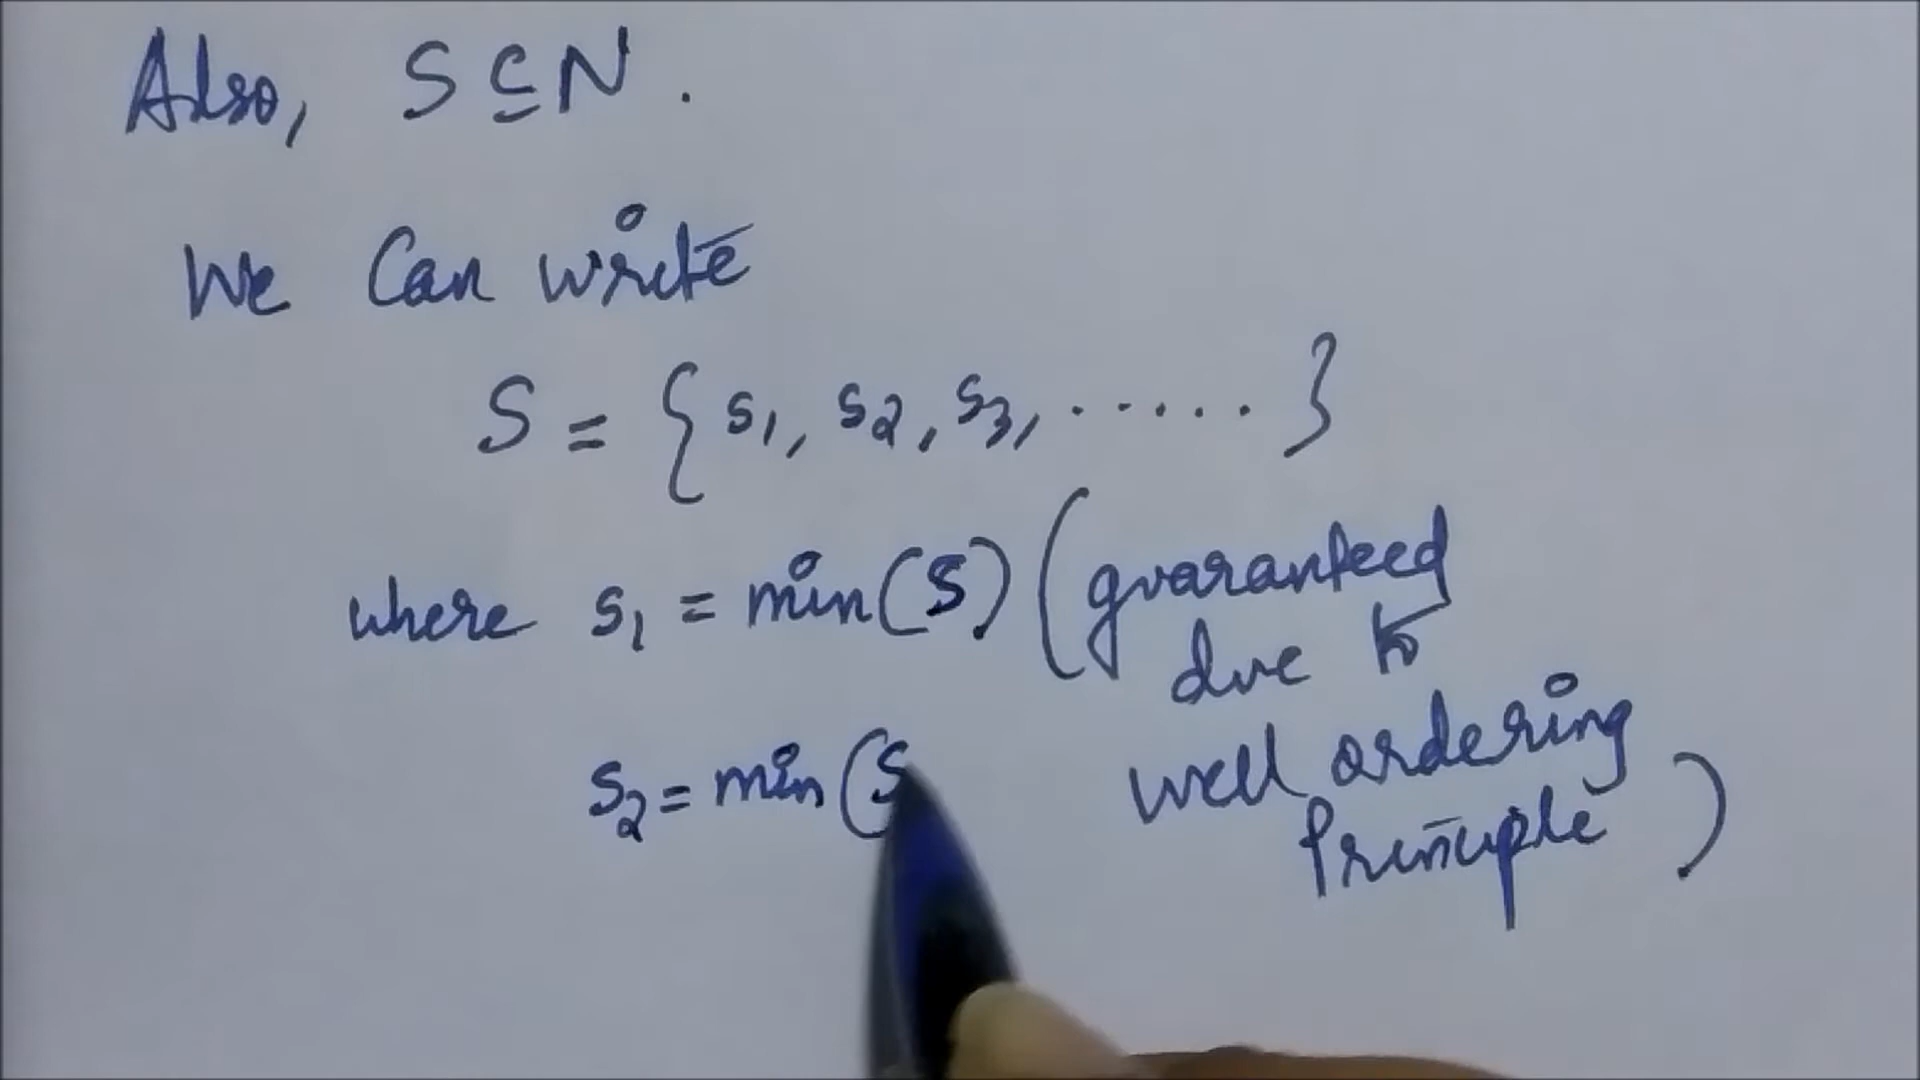 Also, S ⊆ N.
We Can write
S = { s1, s2, s3, ...... }
where s1 = min(S) (guaranteed
due to
well ordering
Principle)
s2 = min(S